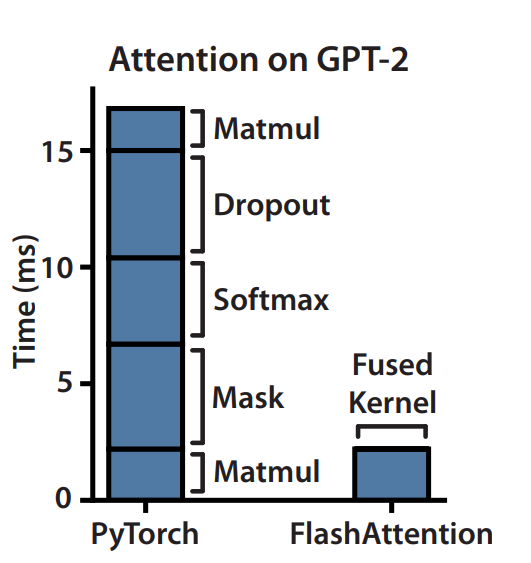 Attention on GPT-2
Time (ms)
15
10
5
0
Matmul
Dropout
Softmax
Mask
Matmul
Fused
Kernel
PyTorch
FlashAttention